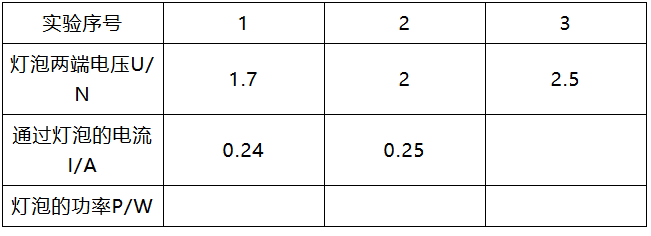 实验序号 1 2 3
灯泡两端电压U/
N 1.7 2 2.5
通过灯泡的电流
I/A 0.24 0.25
灯泡的功率P/W